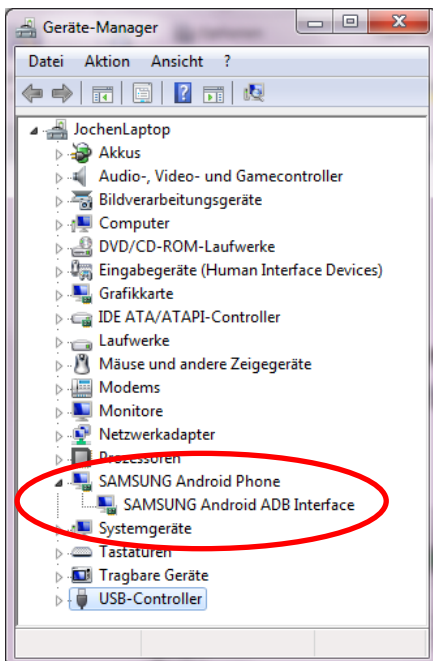 Geräte-Manager
Datei Aktion Ansicht ?
JochenLaptop
Akkus
Audio-, Video- und Gamecontroller
Bildverarbeitungsgeräte
Computer
DVD/CD-ROM-Laufwerke
Eingabegeräte (Human Interface Devices)
Grafikkarte
IDE ATA/ATAPI-Controller
Laufwerke
Mäuse und andere Zeigegeräte
Modems
Monitore
Netzwerkadapter
Prozessoren
SAMSUNG Android Phone
SAMSUNG Android ADB Interface
Systemgeräte
Tastaturen
Tragbare Geräte
USB-Controller